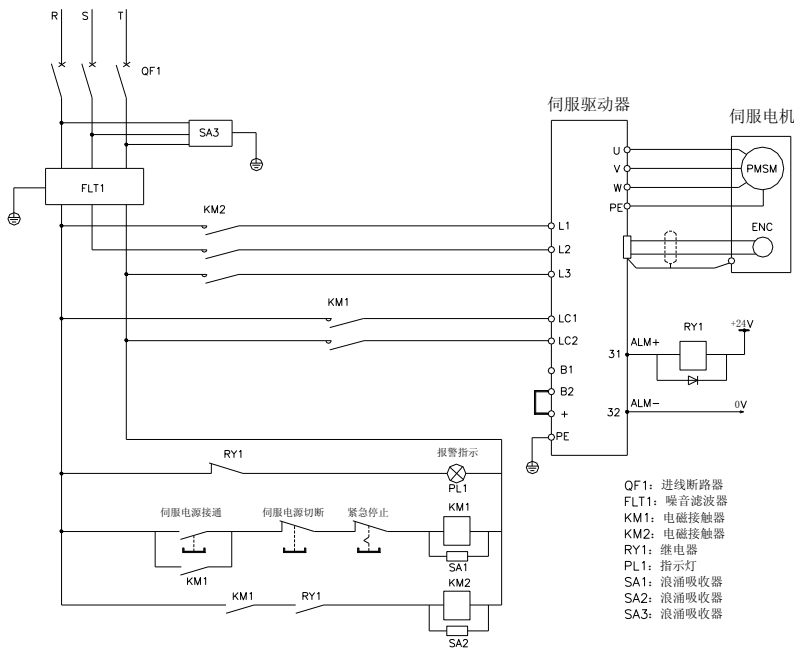 R S T
QF1
伺服驱动器
伺服电机
SA3
U
V
W
PE
PMSM
FLT1
KM2
ENC
L1
L2
L3
KM1
LC1
LC2
RY1
+24V
31
ALM+
B1
B2
+
32
ALM-
0V
PE
RY1
报警指示
PL1
伺服电源接通
伺服电源切断
紧急停止
KM1
KM1
SA1
KM2
KM1
RY1
SA2
QF1：进线断路器
FLT1：噪音滤波器
KM1：电磁接触器
KM2：电磁接触器
RY1：继电器
PL1：指示灯
SA1：浪涌吸收器
SA2：浪涌吸收器
SA3：浪涌吸收器